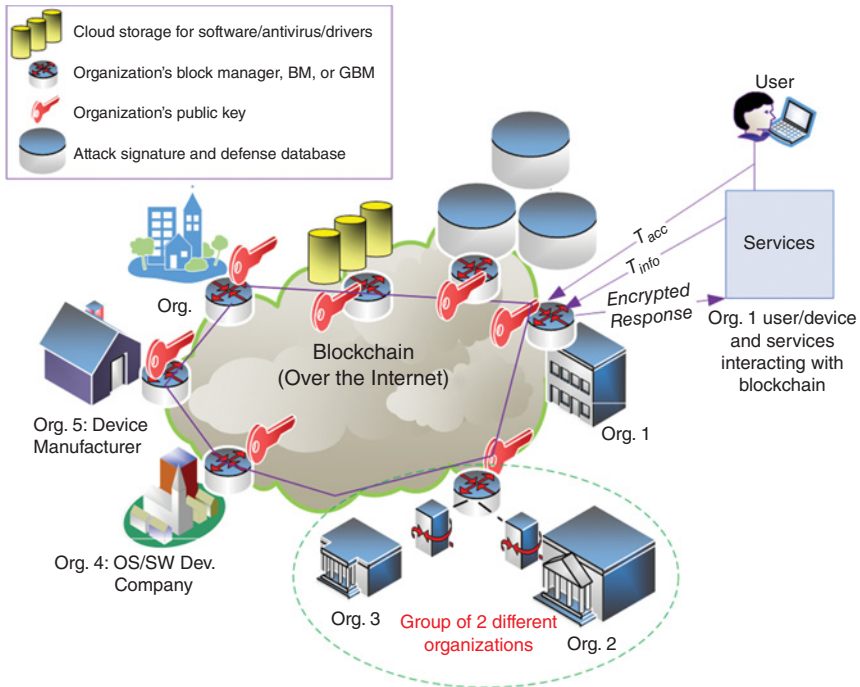 Cloud storage for software/antivirus/drivers
Organization's block manager, BM, or GBM
Organization's public key
Attack signature and defense database
User
T acc
T info
Services
Encrypted
Response
Org. 1 user/device
and services
interacting with
blockchain
Org.
Blockchain
(Over the Internet)
Org. 5: Device
Manufacturer
Org. 1
Org. 4: OS/SW Dev.
Company
Org. 3
Group of 2 different
organizations
Org. 2